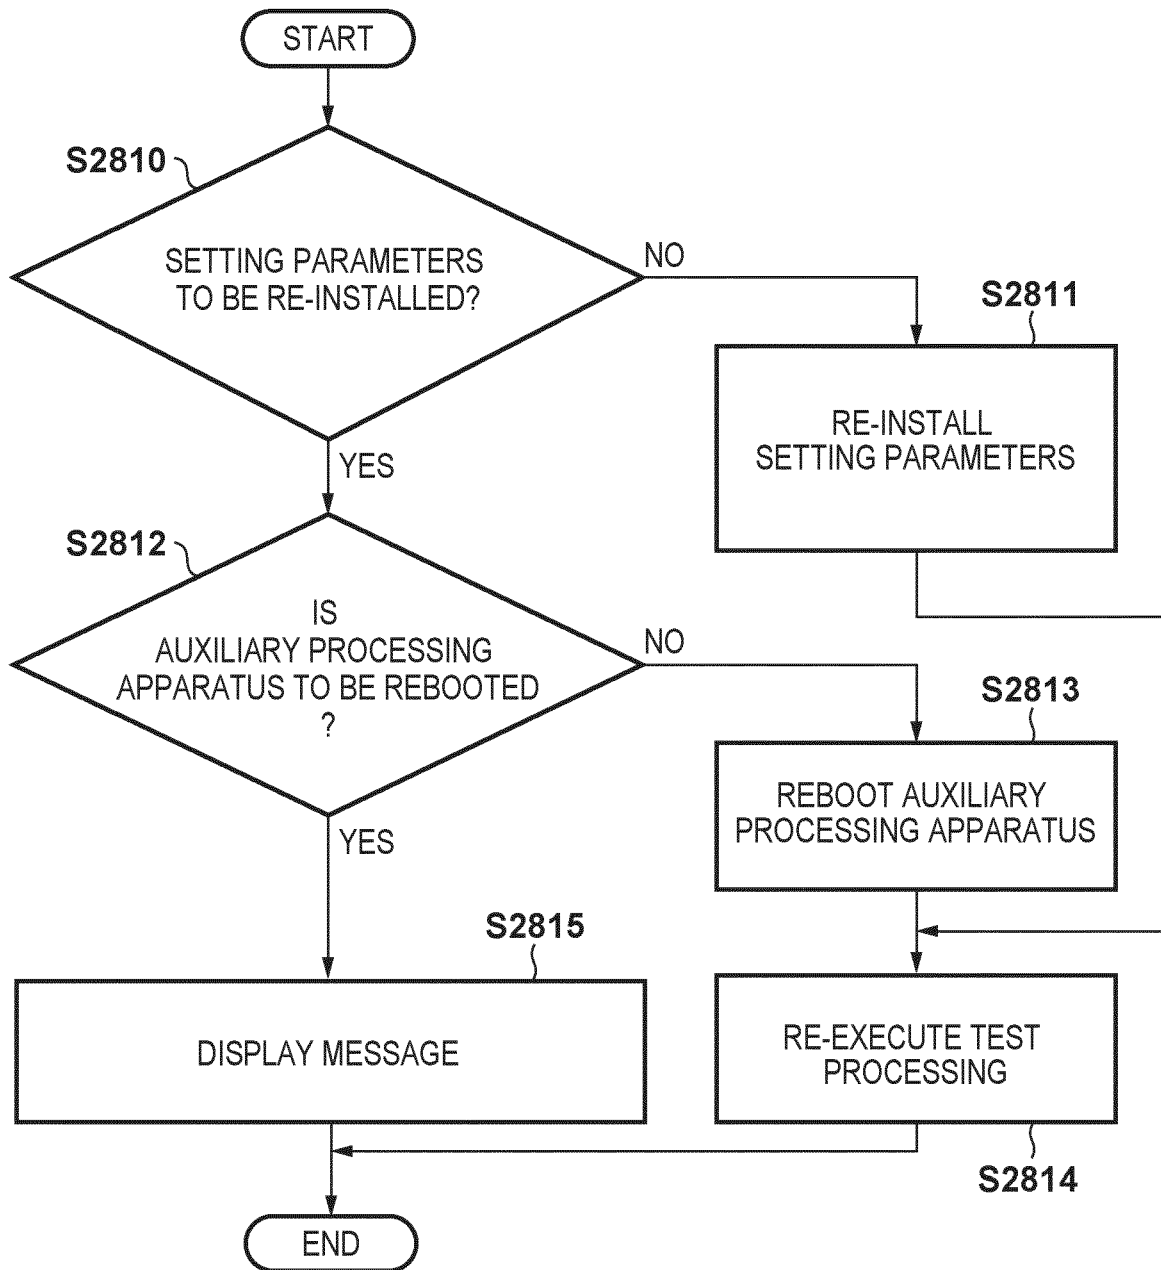 START
S2810
SETTING PARAMETERS
TO BE RE-INSTALLED?
NO
S2811
RE-INSTALL
SETTING PARAMETERS
YES
S2812
IS
AUXILIARY PROCESSING
APPARATUS TO BE REBOOTED
?
NO
S2813
REBOOT AUXILIARY
PROCESSING APPARATUS
YES
S2815
DISPLAY MESSAGE
RE-EXECUTE TEST
PROCESSING
S2814
END